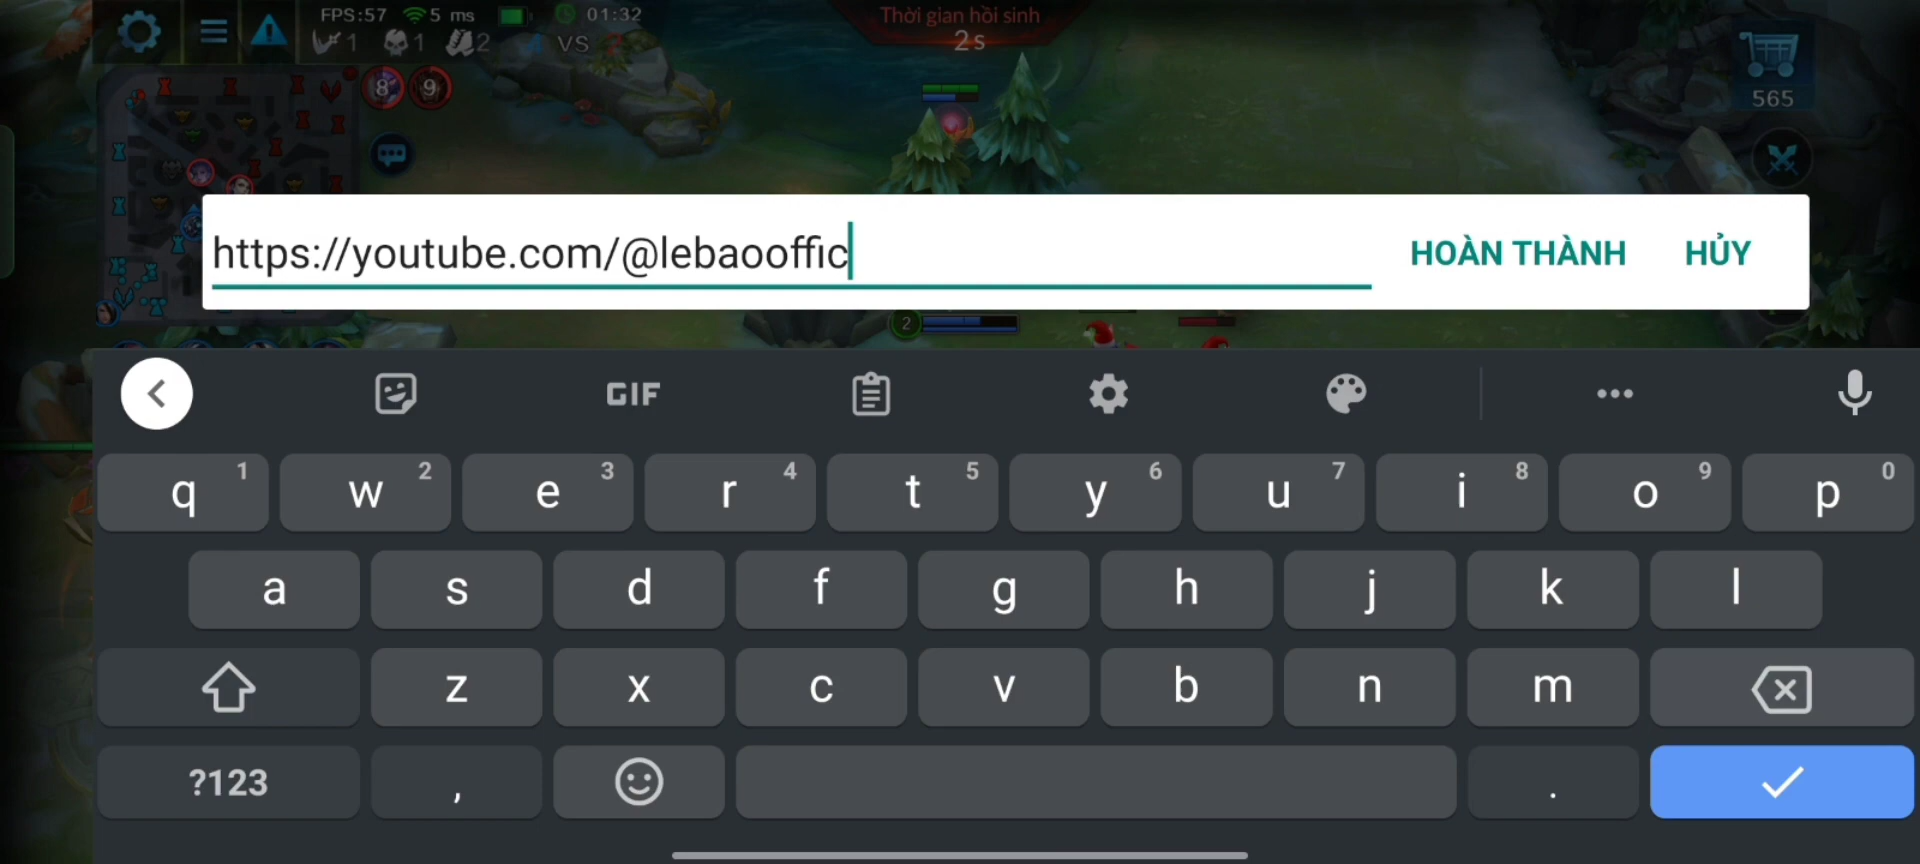 FPS:57 5 ms 01:32
1 1 2 VS
Thời gian hồi sinh
2s
8 9
565
https://youtube.com/@lebaooffic
HOÀN THÀNH HỦY
2
GIF
q 1 w 2 e 3 r 4 t 5 y 6 u 7 i 8 o 9 p 0
a s d f g h j k l
z x c v b n m
?123 , .